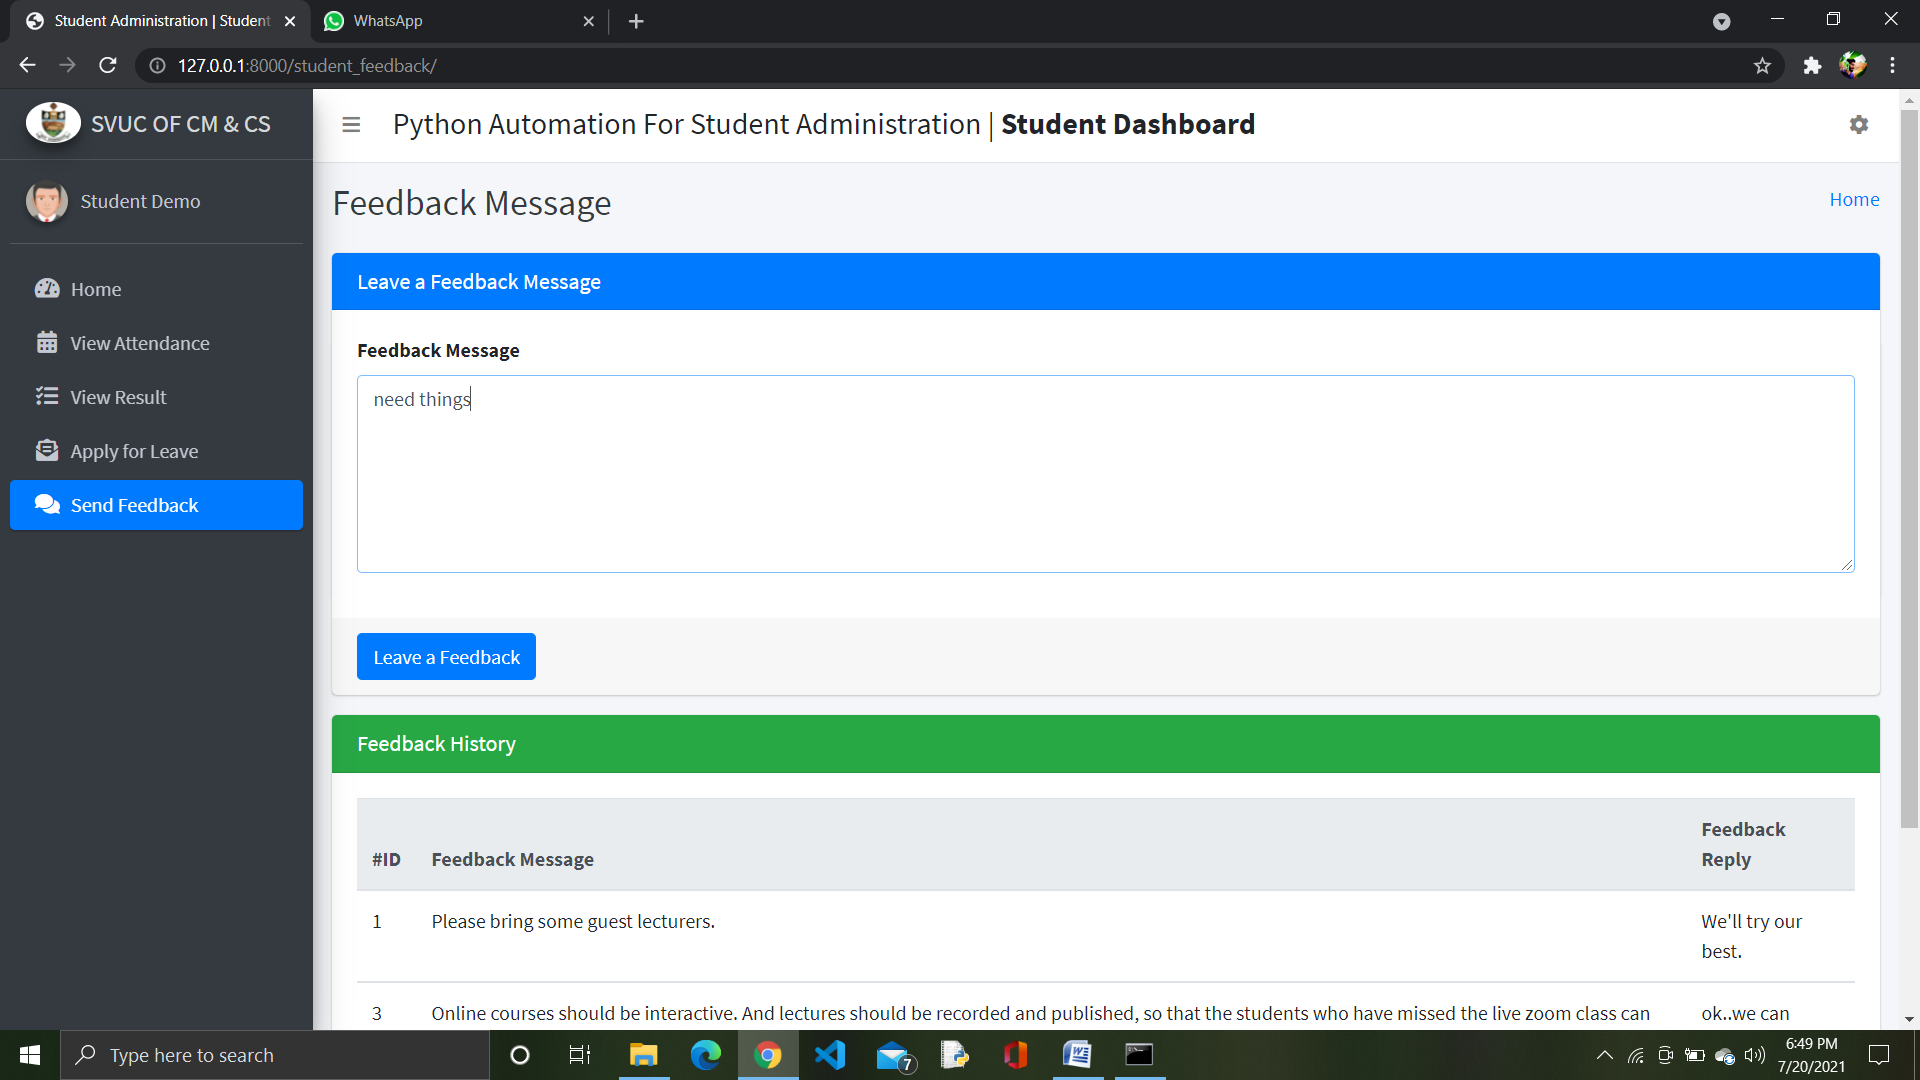 Student Administration | Student
WhatsApp
127.0.0.1:8000/student_feedback/
SVUC OF CM & CS
Python Automation For Student Administration | Student Dashboard
Student Demo
Feedback Message
Home
Home
View Attendance
View Result
Apply for Leave
Send Feedback
Leave a Feedback Message
Feedback Message
need things
Leave a Feedback
Feedback History
#ID
Feedback Message
Feedback
Reply
1
Please bring some guest lecturers.
We'll try our
best.
3
Online courses should be interactive. And lectures should be recorded and published, so that the students who have missed the live zoom class can
ok..we can
Type here to search
7
6:49 PM
7/20/2021